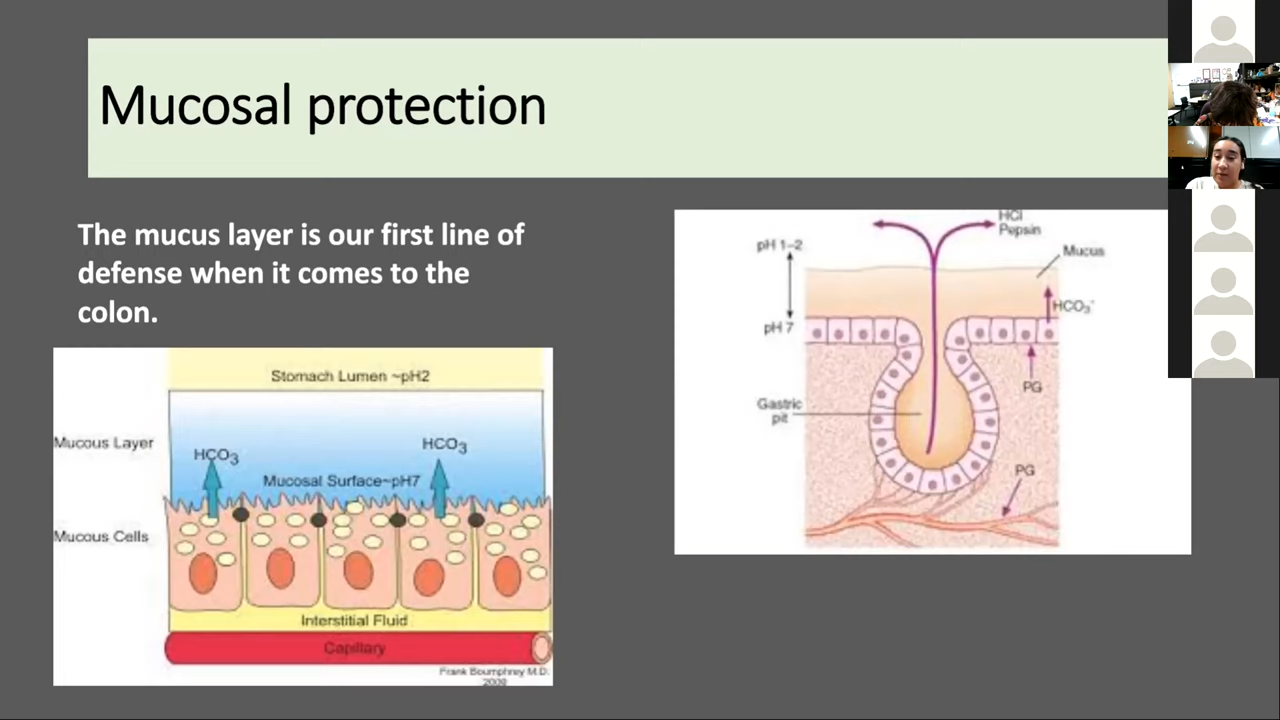 Mucosal protection
The mucus layer is our first line of
defense when it comes to the
colon.
Stomach Lumen ~pH2
Mucous Layer
HCO3
HCO3
Mucosal Surface~pH7
Mucous Cells
Interstitial Fluid
Capillary
Frank Boumphrey M.D.
2009
HCl
Pepsin
pH 1–2
Mucus
HCO3-
pH 7
PG
Gastric
pit
PG